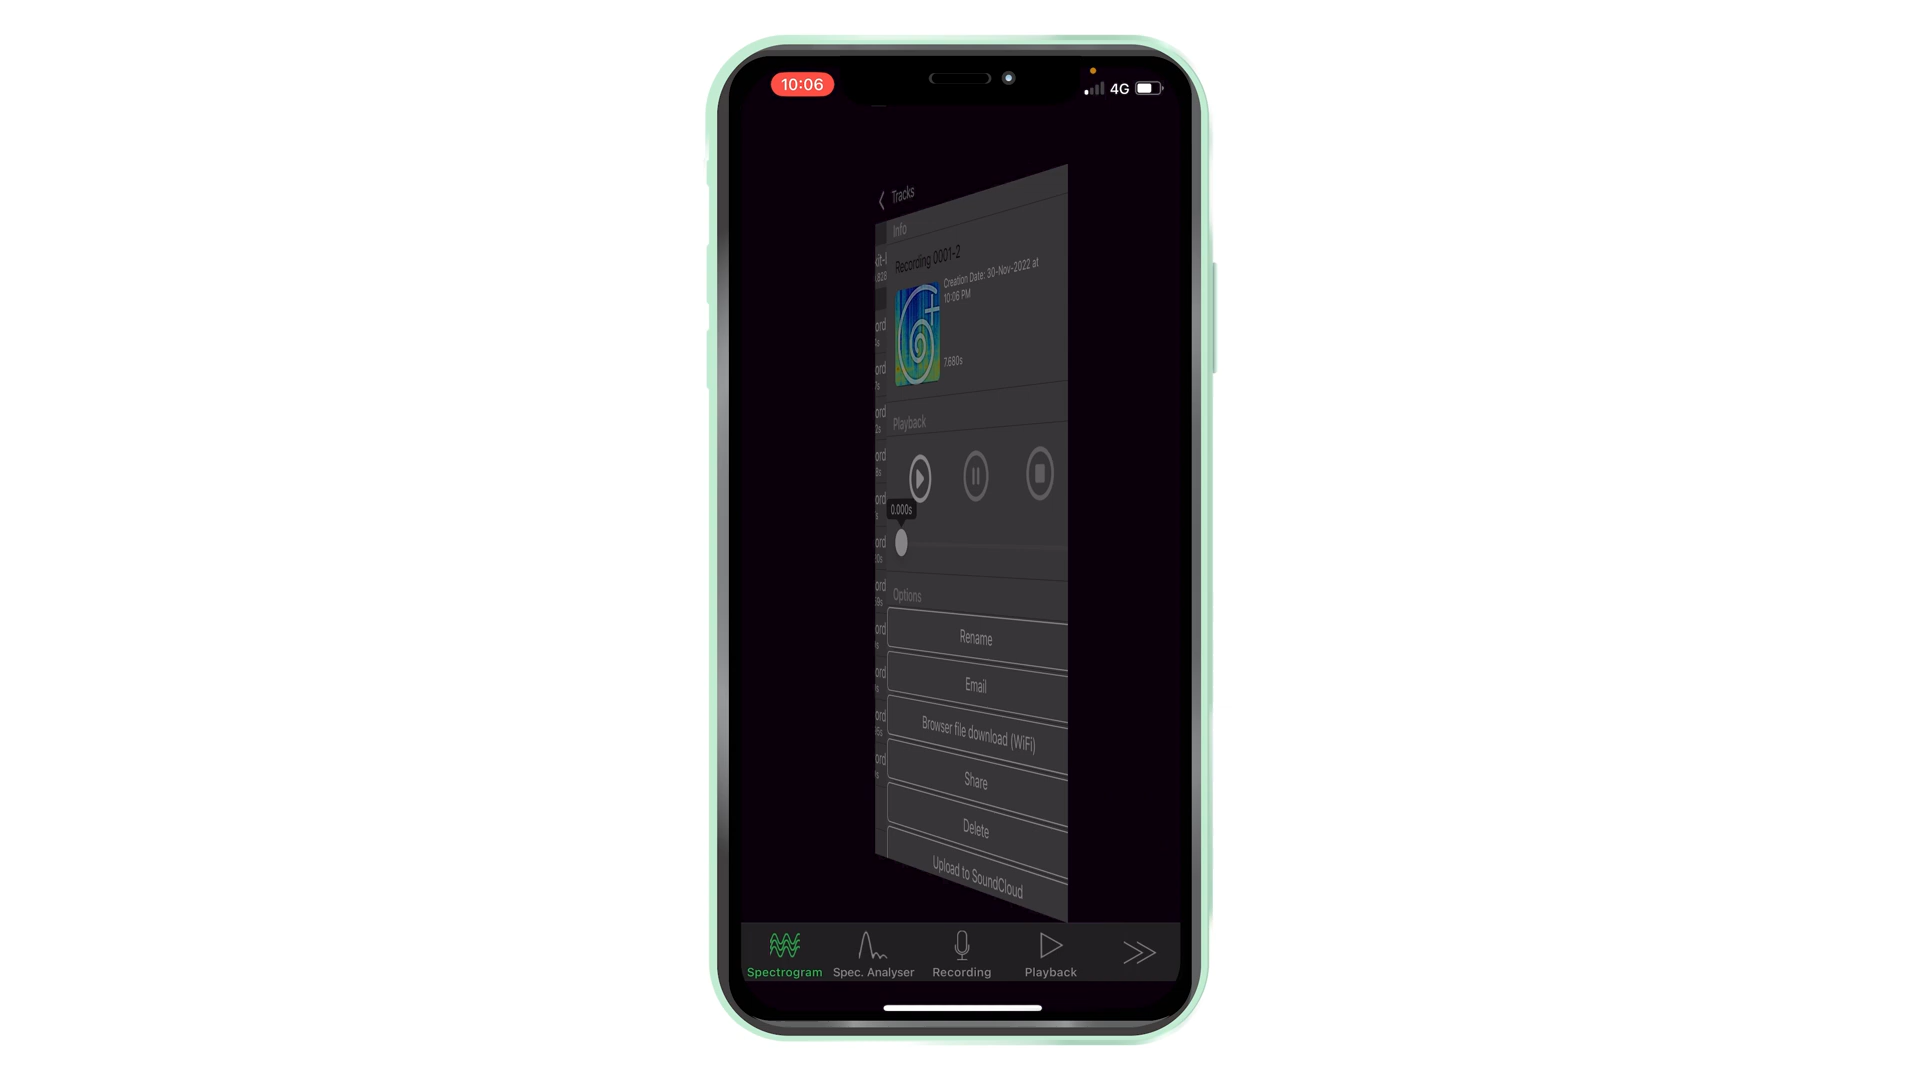 10:06
4G
Tracks
Info
Recording 0001-2
Creation Date: 30-Nov-2022 at
10:06 PM
7.680s
Playback
0.000s
Options
Rename
Email
Browser file download (WiFi)
Share
Delete
Upload to SoundCloud
Spectrogram
Spec. Analyser
Recording
Playback